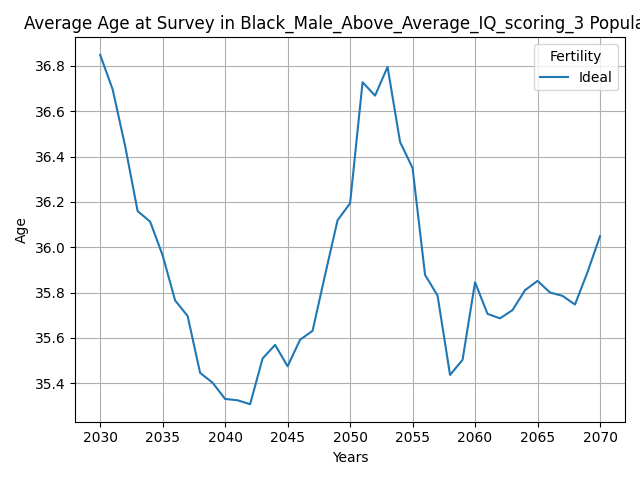 Average Age at Survey in Black_Male_Above_Average_IQ_scoring_3 Popula
Fertility
Ideal
36.8
36.6
36.4
36.2
36.0
35.8
35.6
35.4
Age
2030 2035 2040 2045 2050 2055 2060 2065 2070
Years